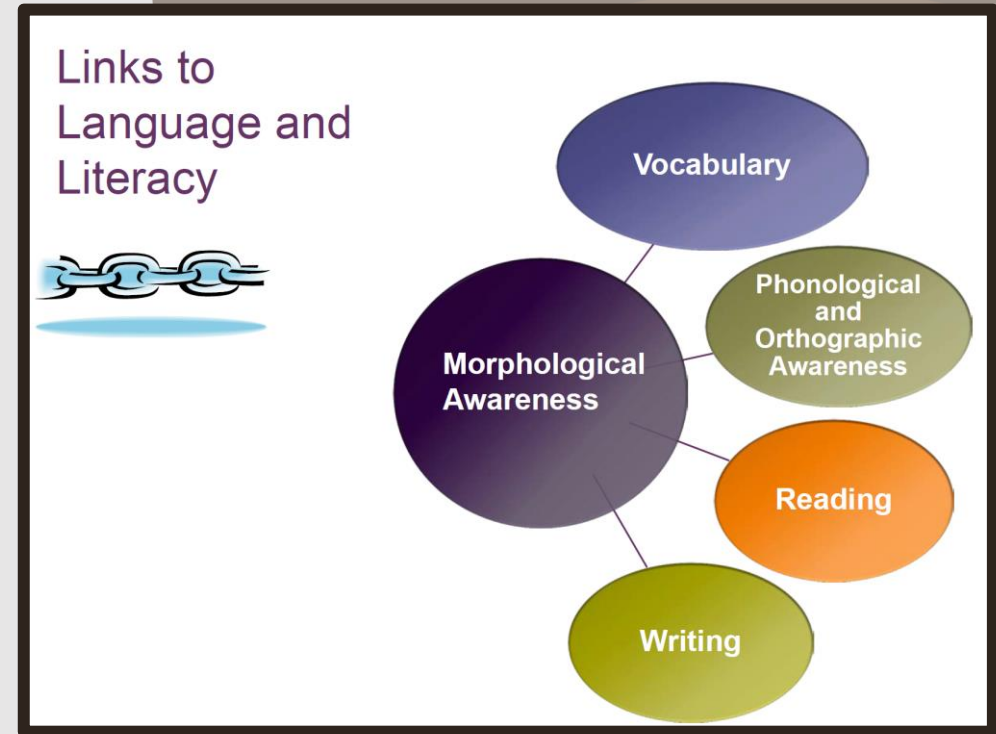 Links to
Language and
Literacy
Vocabulary
Phonological
and
Orthographic
Awareness
Morphological
Awareness
Reading
Writing